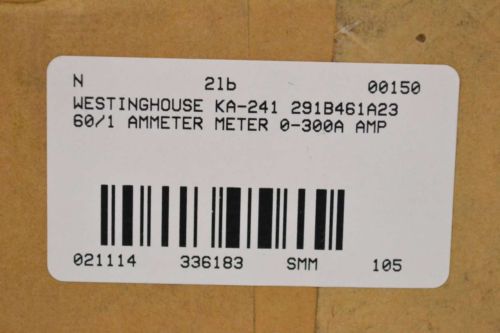 N 2lb 00150
WESTINGHOUSE KA-241 291B461A23
60/1 AMMETER METER 0-300A AMP
021114 336183 SMM 105